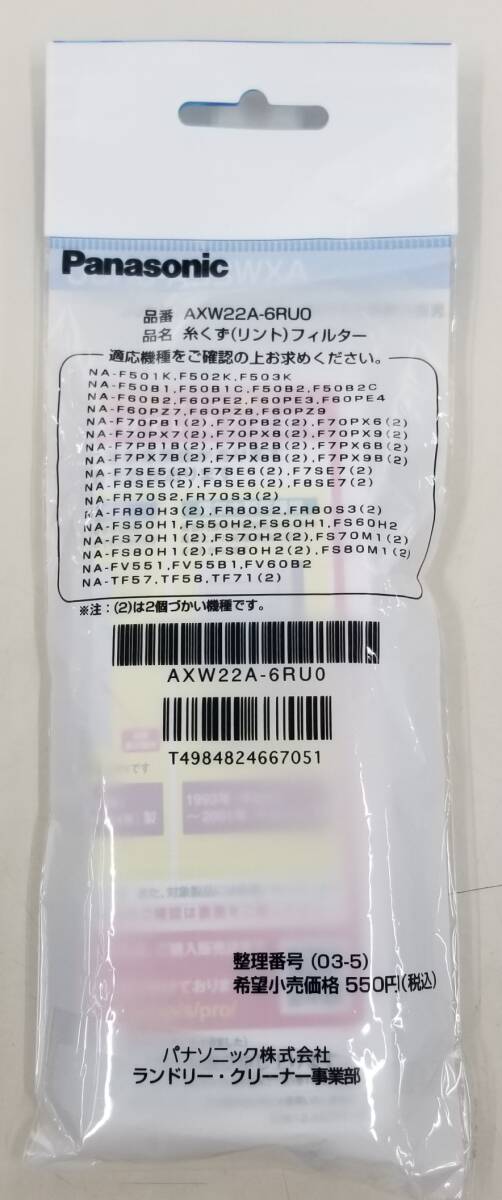 Panasonic
品番 AXW22A-6RU0
品名 糸くず(リント)フィルター
適応機種をご確認の上お求めください。
NA-F501K,F502K,F503K
NA-F50B1,F50B1C,F50B2,F50B2C
NA-F60B2,F60PE2,F60PE3,F60PE4
NA-F60PZ7,F60PZ8,F60PZ9
NA-F70PB1(2),F70PB2(2),F70PX6(2)
NA-F70PX7(2),F70PX8(2),F70PX9(2)
NA-F7PB1B(2),F7PB2B(2),F7PX6B(2)
NA-F7PX7B(2),F7PX8B(2),F7PX9B(2)
NA-F7SE5(2),F7SE6(2),F7SE7(2)
NA-F8SE5(2),F8SE6(2),F8SE7(2)
NA-FR70S2,FR70S3(2)
NA-FR80H3(2),FR80S2,FR80S3(2)
NA-FS50H1,FS50H2,FS60H1,FS60H2
NA-FS70H1(2),FS70H2(2),FS70M1(2)
NA-FS80H1(2),FS80H2(2),FS80M1(2)
NA-FV551,FV55B1,FV60B2
NA-TF57,TF58,TF71(2)
※注:(2)は2個づかい機種です。
AXW22A-6RU0
T4984824667051
整理番号 (03-5)
希望小売価格 550円(税込)
パナソニック株式会社
ランドリー・クリーナー事業部